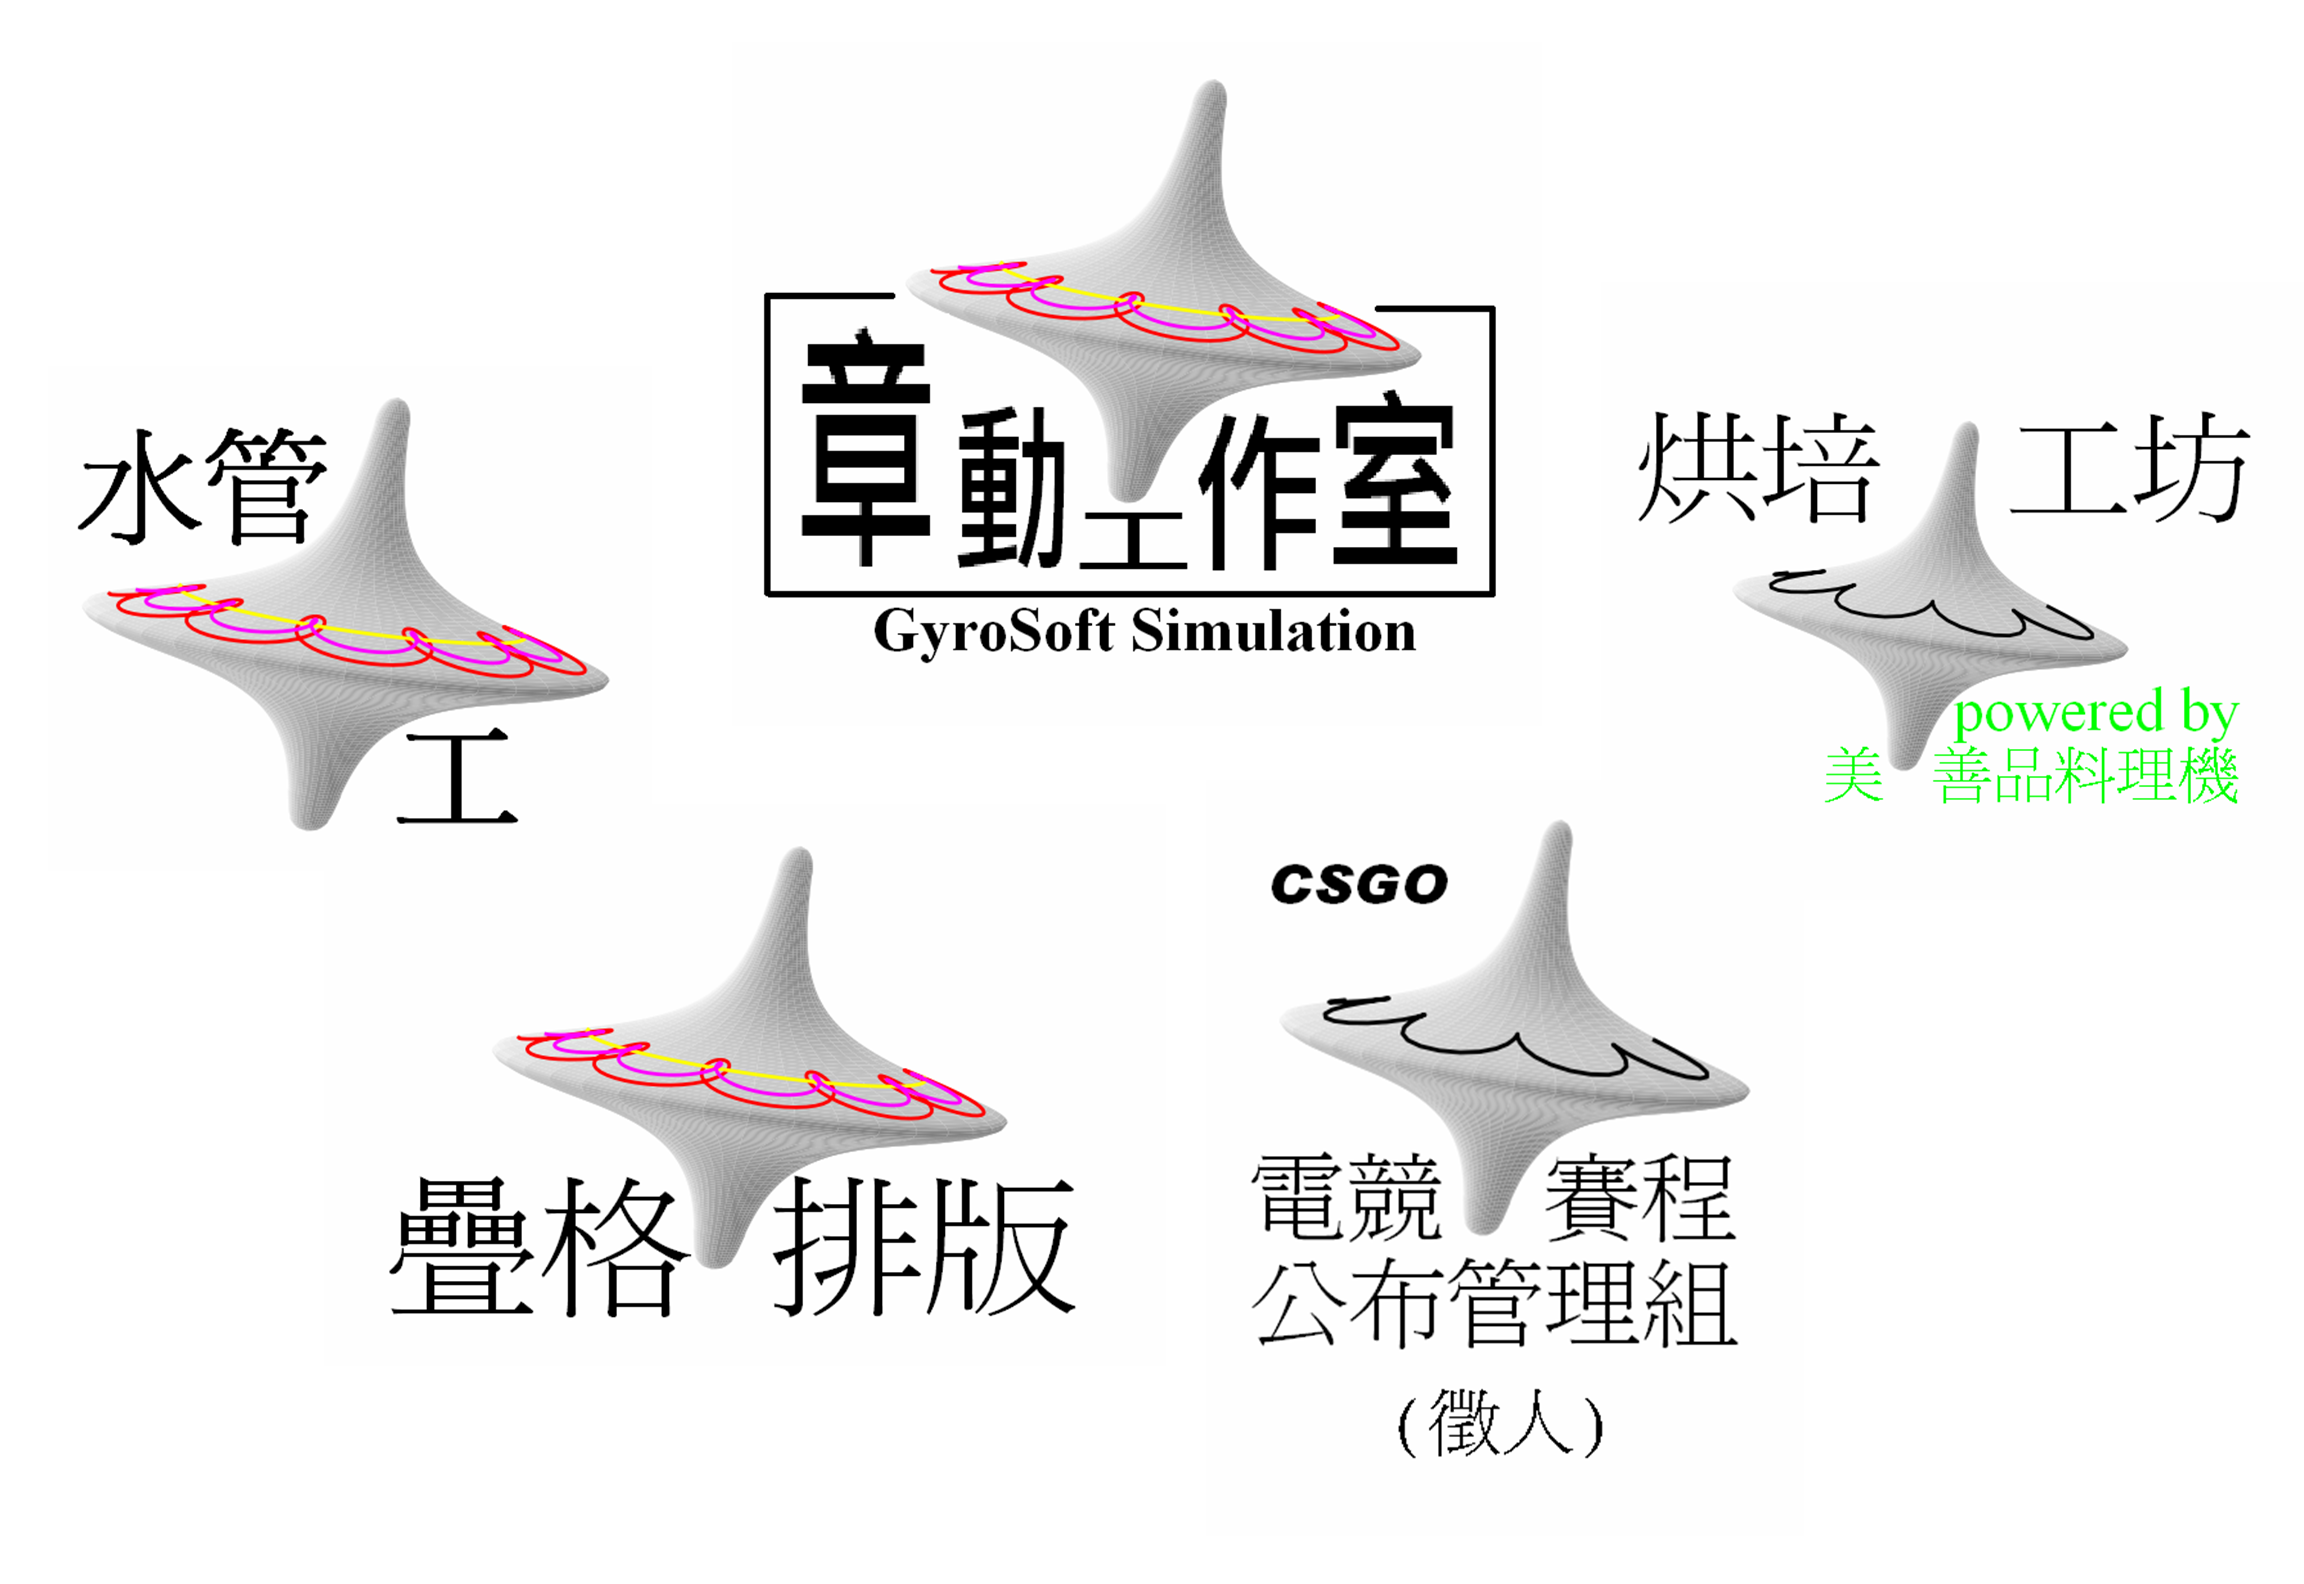 章動工作室
GyroSoft Simulation
水管
工
烘培 工坊
powered by
美 善品料理機
疊格 排版
CSGO
電競 賽程
公布管理組
(徵人)